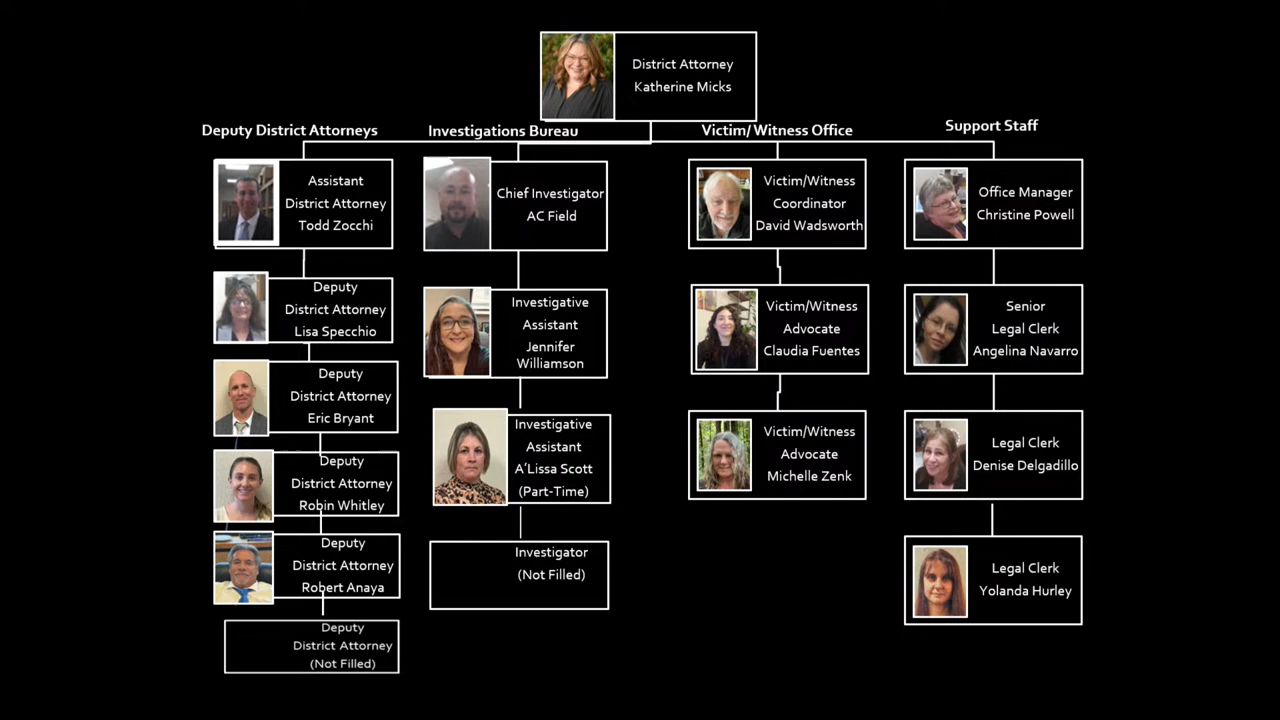 District Attorney
Katherine Micks
Deputy District Attorneys
Assistant
District Attorney
Todd Zocchi
Deputy
District Attorney
Lisa Specchio
Deputy
District Attorney
Eric Bryant
Deputy
District Attorney
Robin Whitley
Deputy
District Attorney
Robert Anaya
Deputy
District Attorney
(Not Filled)
Investigations Bureau
Chief Investigator
AC Field
Investigative
Assistant
Jennifer
Williamson
Investigative
Assistant
A’Lissa Scott
(Part-Time)
Investigator
(Not Filled)
Victim/ Witness Office
Victim/Witness
Coordinator
David Wadsworth
Victim/Witness
Advocate
Claudia Fuentes
Victim/Witness
Advocate
Michelle Zenk
Support Staff
Office Manager
Christine Powell
Senior
Legal Clerk
Angelina Navarro
Legal Clerk
Denise Delgadillo
Legal Clerk
Yolanda Hurley